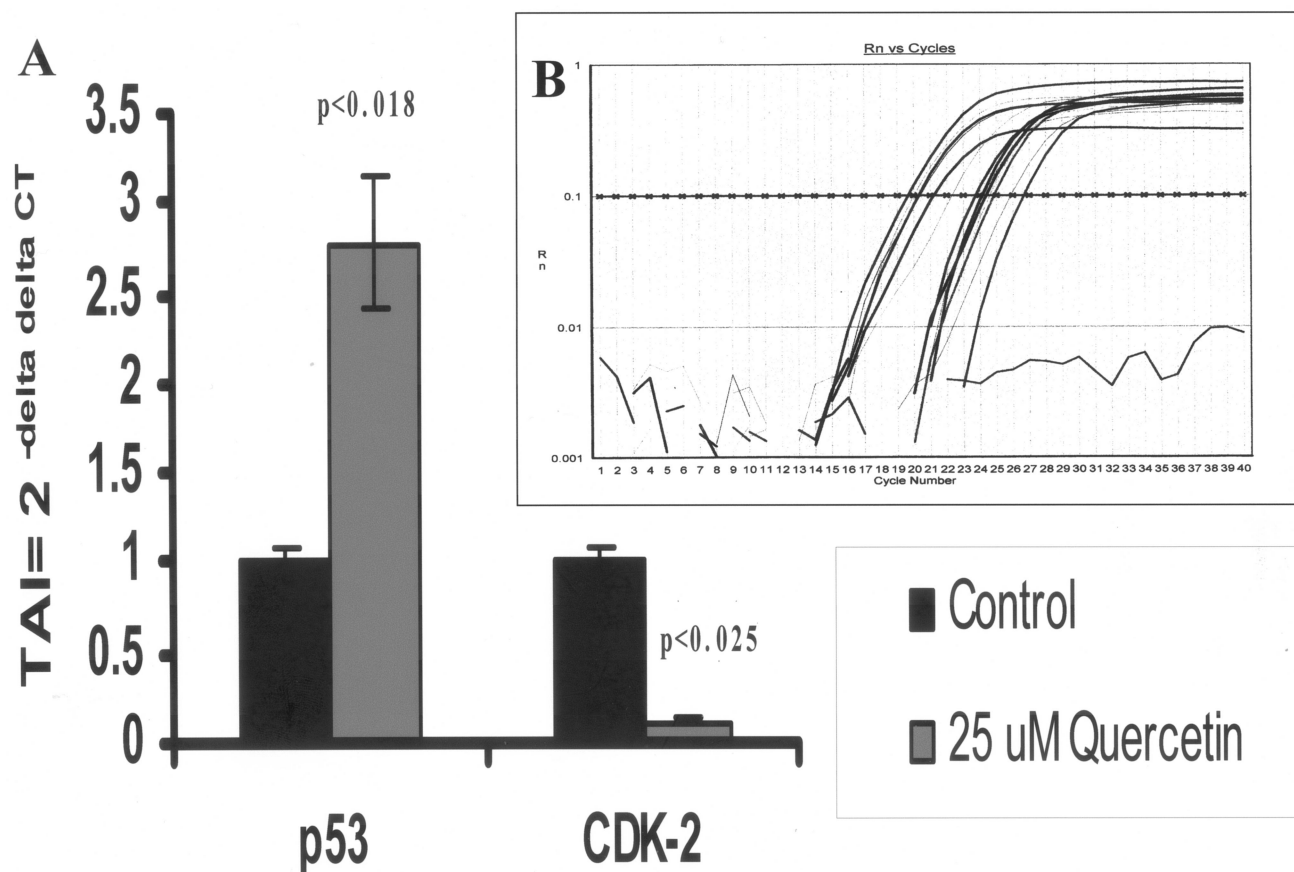 A
TAI= 2 -delta delta CT
3.5
3
2.5
2
1.5
1
0.5
0
p<0.018
p<0.025
p53
CDK-2
B
Rn vs Cycles
1
0.1
0.01
0.001
R
n
1 2 3 4 5 6 7 8 9 10 11 12 13 14 15 16 17 18 19 20 21 22 23 24 25 26 27 28 29 30 31 32 33 34 35 36 37 38 39 40
Cycle Number
Control
25 uM Quercetin